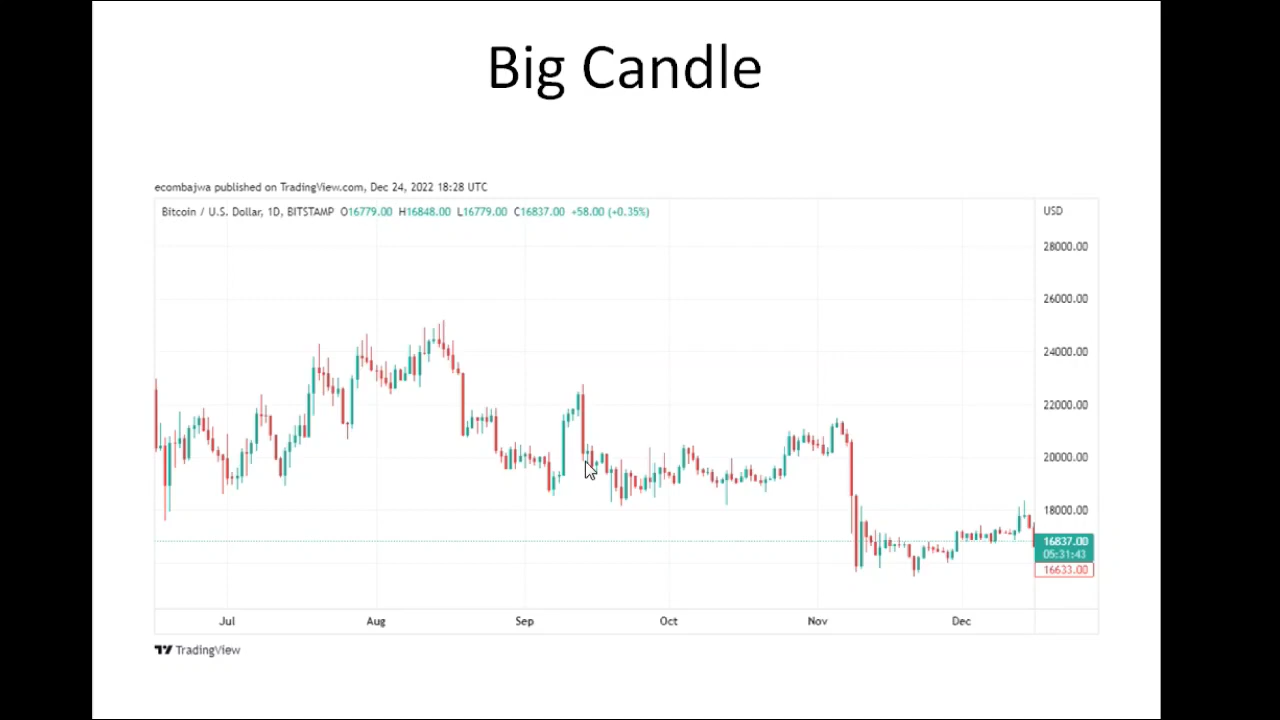 Big Candle
ecombajwa published on TradingView.com, Dec 24, 2022 18:28 UTC
Bitcoin / U.S. Dollar, 1D, BITSTAMP O16779.00 H16848.00 L16779.00 C16837.00 +58.00 (+0.35%)
USD
28000.00
26000.00
24000.00
22000.00
20000.00
18000.00
16837.00
05:31:43
16633.00
Jul Aug Sep Oct Nov Dec
TradingView